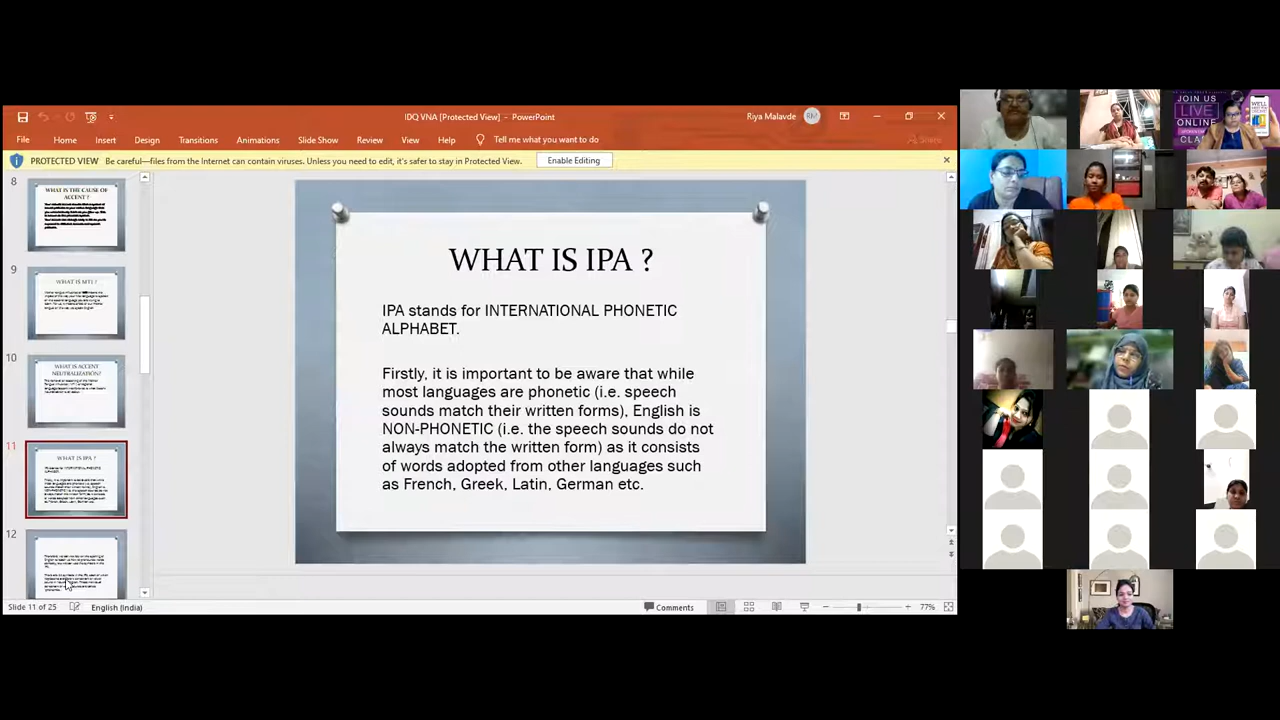 IDQ VNA [Protected View] - PowerPoint
Riya Malavde
RM
File Home Insert Design Transitions Animations Slide Show Review View Help Tell me what you want to do
Share
PROTECTED VIEW Be careful—files from the Internet can contain viruses. Unless you need to edit, it's safer to stay in Protected View.
Enable Editing
8
WHAT IS THE CAUSE OF
ACCENT ?
9
WHAT IS MTI ?
10
WHAT IS ACCENT
NEUTRALIZATION?
11
WHAT IS IPA ?
12
WHAT IS IPA ?
IPA stands for INTERNATIONAL PHONETIC
ALPHABET.
Firstly, it is important to be aware that while
most languages are phonetic (i.e. speech
sounds match their written forms), English is
NON-PHONETIC (i.e. the speech sounds do not
always match the written form) as it consists
of words adopted from other languages such
as French, Greek, Latin, German etc.
Slide 11 of 25
English (India)
Comments
77%
JOIN US
LIVE
ONLINE